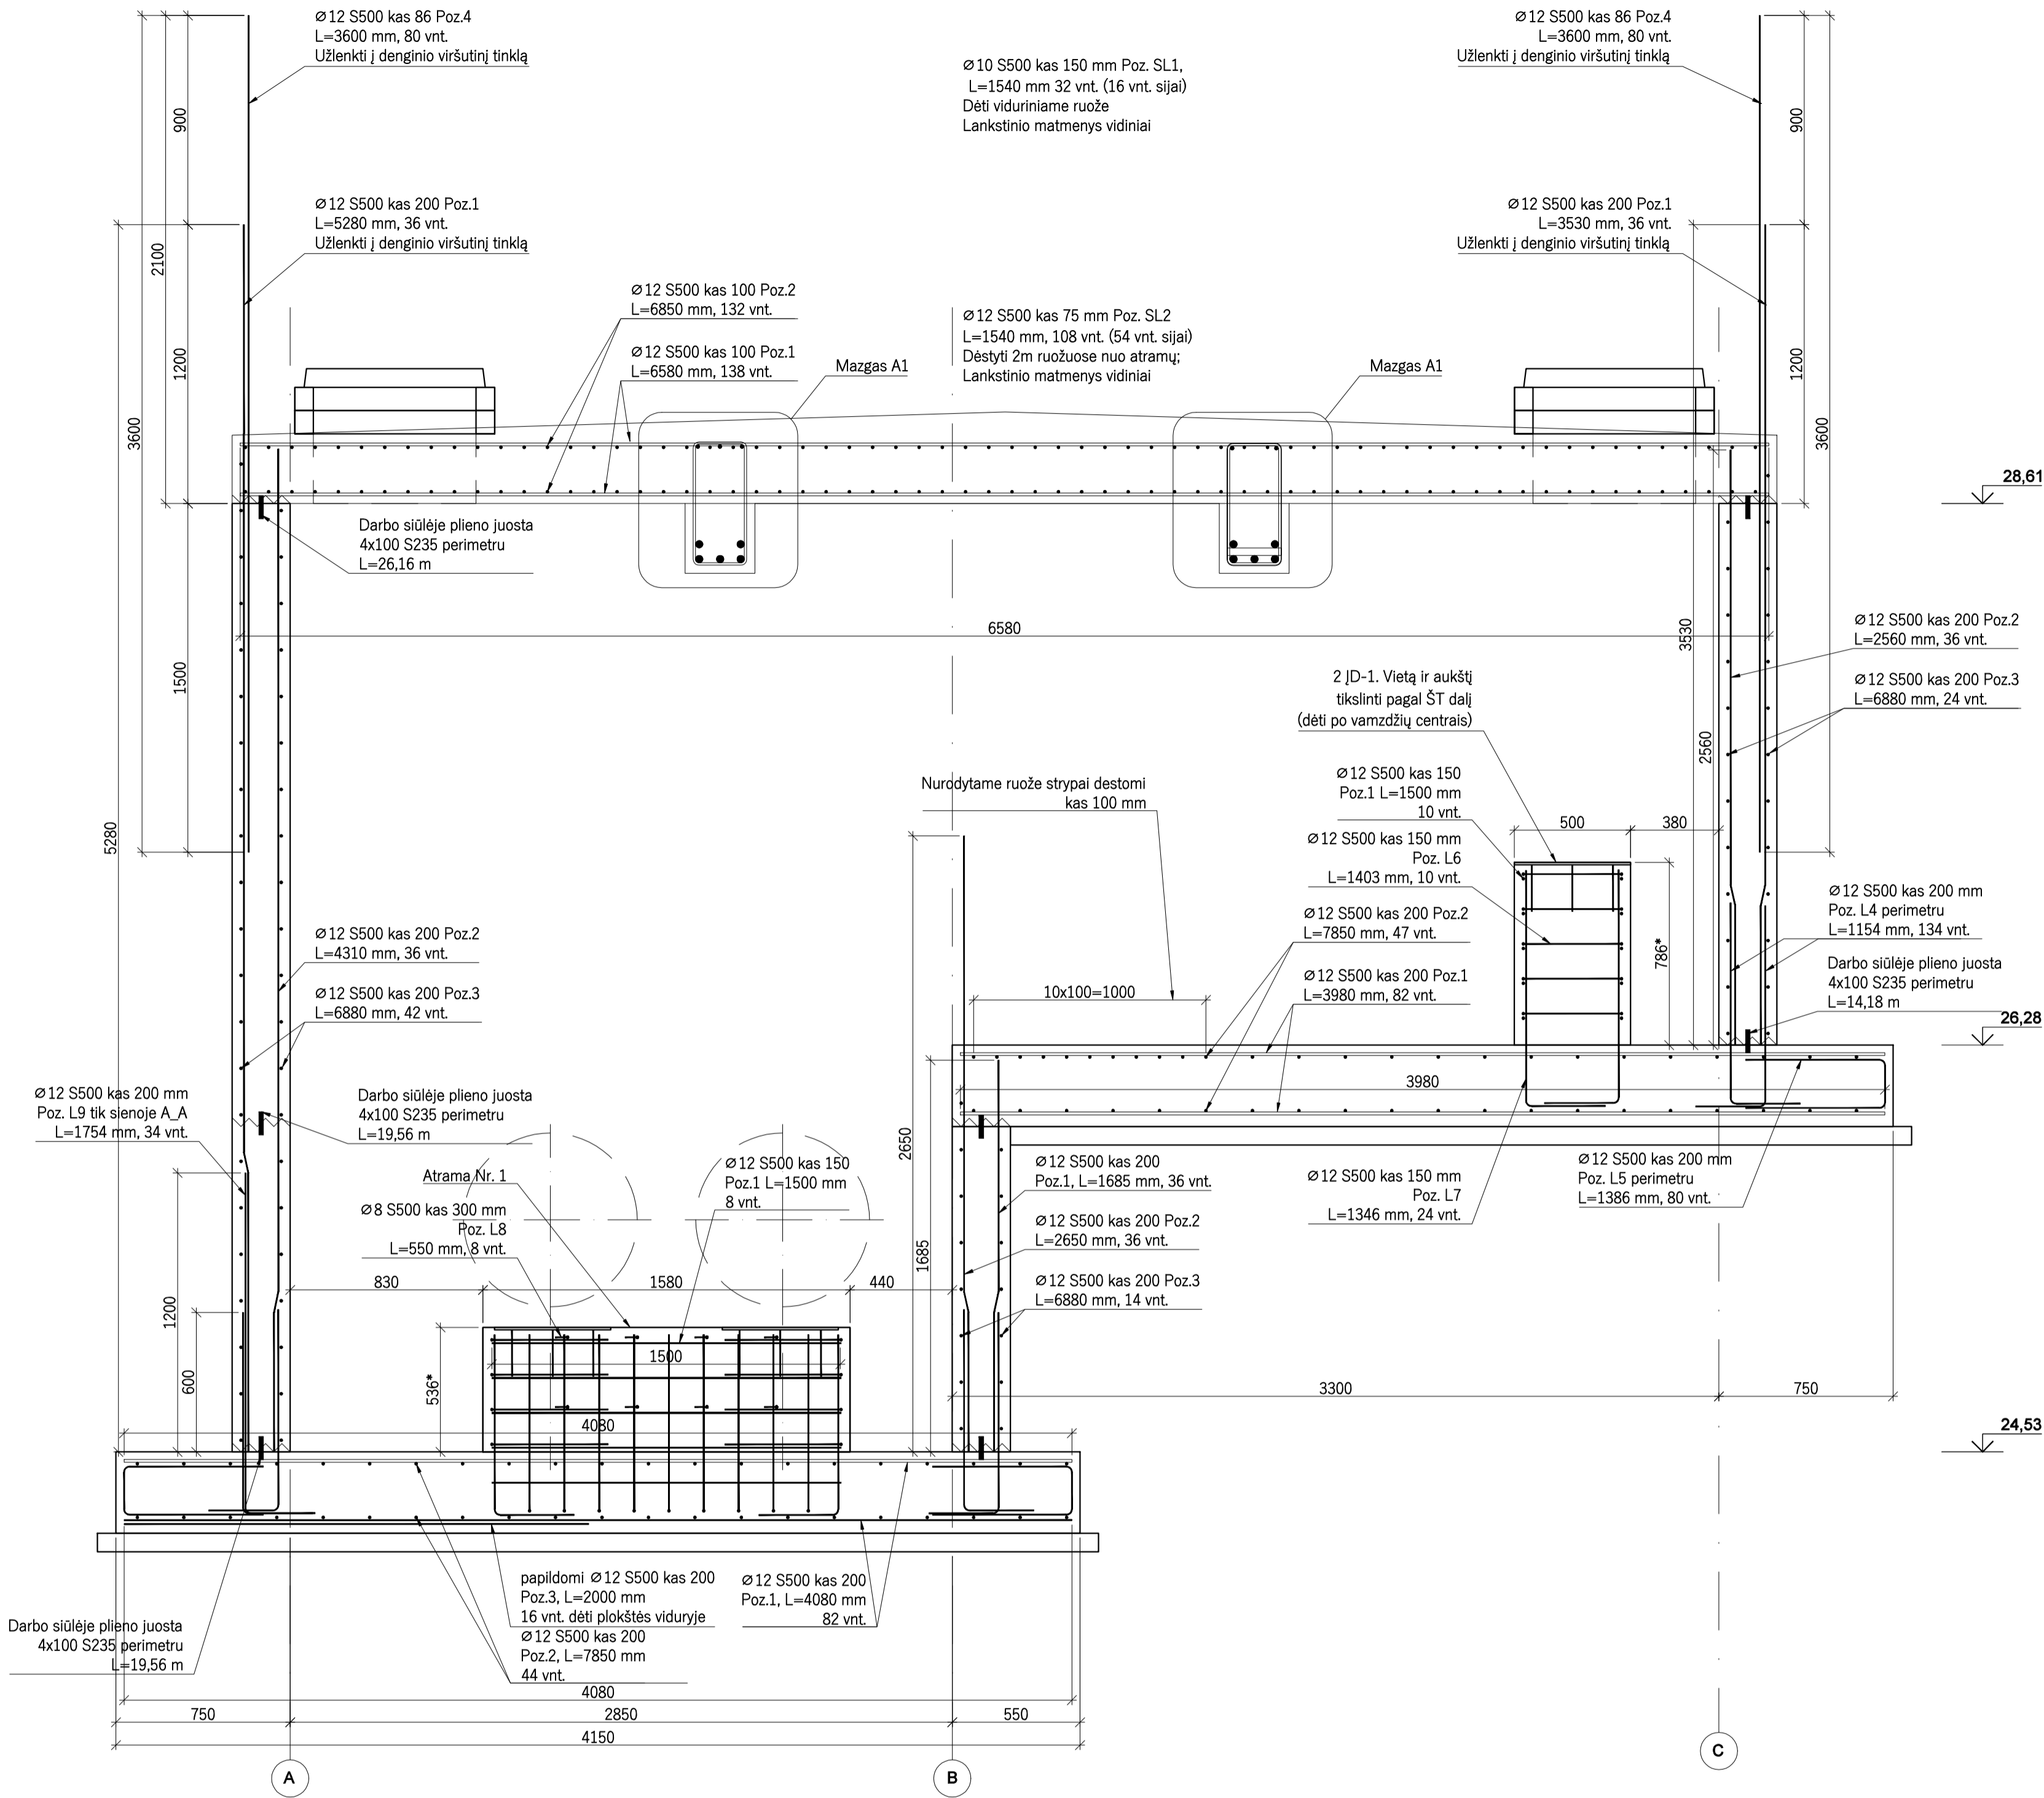 Ø12 S500 kas 86 Poz.4
L=3600 mm, 80 vnt.
Užlenkti į denginio viršutinį tinklą
Ø10 S500 kas 150 mm Poz. SL1,
L=1540 mm 32 vnt. (16 vnt. sijai)
Dėti viduriniame ruože
Lankstinio matmenys vidiniai
Ø12 S500 kas 86 Poz.4
L=3600 mm, 80 vnt.
Užlenkti į denginio viršutinį tinklą
900
900
2100
3600
1200
1200
3600
Ø12 S500 kas 200 Poz.1
L=5280 mm, 36 vnt.
Užlenkti į denginio viršutinį tinklą
Ø12 S500 kas 200 Poz.1
L=3530 mm, 36 vnt.
Užlenkti į denginio viršutinį tinklą
Ø12 S500 kas 100 Poz.2
L=6850 mm, 132 vnt.
Ø12 S500 kas 100 Poz.1
L=6580 mm, 138 vnt.
Ø12 S500 kas 75 mm Poz. SL2
L=1540 mm, 108 vnt. (54 vnt. sijai)
Dėstyti 2m ruožuose nuo atramų;
Lankstinio matmenys vidiniai
Mazgas A1
Mazgas A1
28,61
Darbo siūlėje plieno juosta
4x100 S235 perimetru
L=26,16 m
6580
3530
1500
5280
2560
Ø12 S500 kas 200 Poz.2
L=2560 mm, 36 vnt.
Ø12 S500 kas 200 Poz.3
L=6880 mm, 24 vnt.
2 ĮD-1. Vietą ir aukštį
tikslinti pagal ŠT dalį
(dėti po vamzdžių centrais)
Nurodytame ruože strypai destomi
kas 100 mm
Ø12 S500 kas 150
Poz.1 L=1500 mm
10 vnt.
500
380
Ø12 S500 kas 150 mm
Poz. L6
L=1403 mm, 10 vnt.
Ø12 S500 kas 200 Poz.2
L=7850 mm, 47 vnt.
Ø12 S500 kas 200 Poz.1
L=3980 mm, 82 vnt.
786*
Ø12 S500 kas 200 mm
Poz. L4 perimetru
L=1154 mm, 134 vnt.
Darbo siūlėje plieno juosta
4x100 S235 perimetru
L=14,18 m
26,28
Ø12 S500 kas 200 Poz.2
L=4310 mm, 36 vnt.
Ø12 S500 kas 200 Poz.3
L=6880 mm, 42 vnt.
10x100=1000
3980
Ø12 S500 kas 200 mm
Poz. L9 tik sienoje A_A
L=1754 mm, 34 vnt.
Darbo siūlėje plieno juosta
4x100 S235 perimetru
L=19,56 m
2650
1685
Atrama Nr. 1
Ø8 S500 kas 300 mm
Poz. L8
L=550 mm, 8 vnt.
Ø12 S500 kas 150
Poz.1 L=1500 mm
8 vnt.
Ø12 S500 kas 200
Poz.1, L=1685 mm, 36 vnt.
Ø12 S500 kas 200 Poz.2
L=2650 mm, 36 vnt.
Ø12 S500 kas 200 Poz.3
L=6880 mm, 14 vnt.
Ø12 S500 kas 150 mm
Poz. L7
L=1346 mm, 24 vnt.
Ø12 S500 kas 200 mm
Poz. L5 perimetru
L=1386 mm, 80 vnt.
830
1580
440
1200
600
536*
1500
4080
3300
750
24,53
papildomi Ø12 S500 kas 200
Poz.3, L=2000 mm
16 vnt. dėti plokštės viduryje
Ø12 S500 kas 200
Poz.2, L=7850 mm
44 vnt.
Ø12 S500 kas 200
Poz.1, L=4080 mm
82 vnt.
Darbo siūlėje plieno juosta
4x100 S235 perimetru
L=19,56 m
4080
750
2850
550
4150
A
B
C